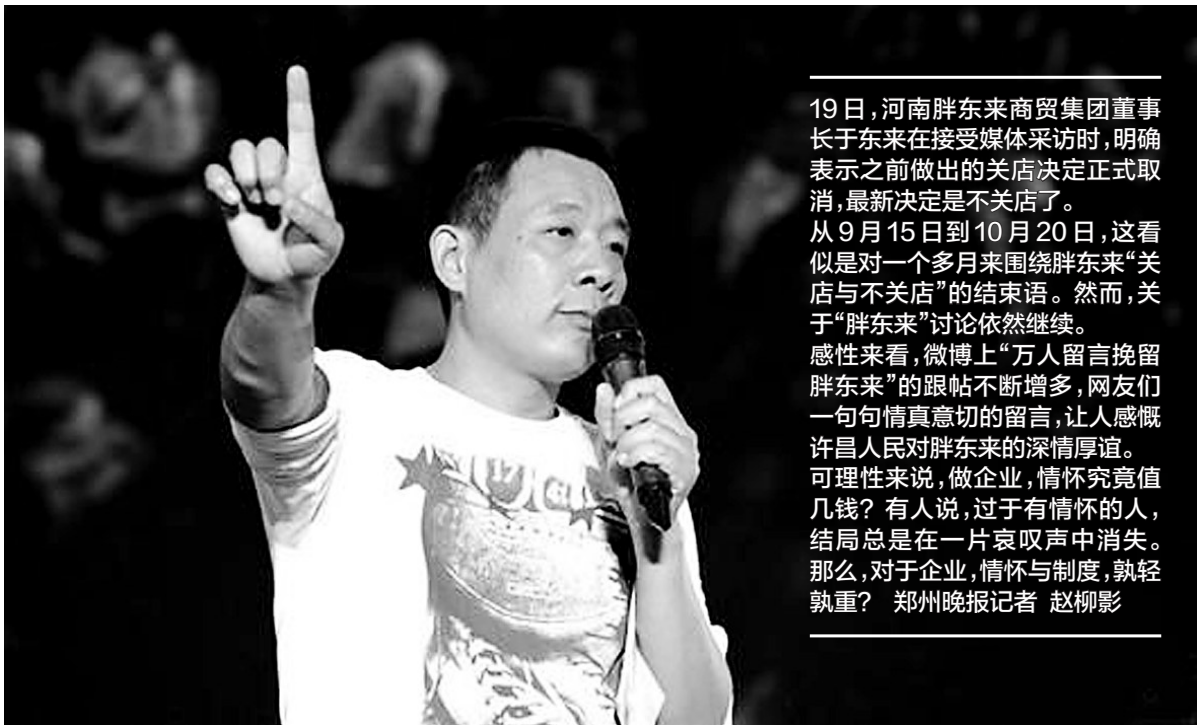 19日,河南胖东来商贸集团董事
长于东来在接受媒体采访时,明确
表示之前做出的关店决定正式取
消,最新决定是不关店了。
从9月15日到10月20日,这看
似是对一个多月来围绕胖东来“关
店与不关店”的结束语。然而,关
于“胖东来”讨论依然继续。
感性来看,微博上“万人留言挽留
胖东来”的跟帖不断增多,网友们
一句句情真意切的留言,让人感慨
许昌人民对胖东来的深情厚谊。
可理性来说,做企业,情怀究竟值
几钱?有人说,过于有情怀的人,
结局总是在一片哀叹声中消失。
那么,对于企业,情怀与制度,孰轻
孰重? 郑州晚报记者 赵柳影
17